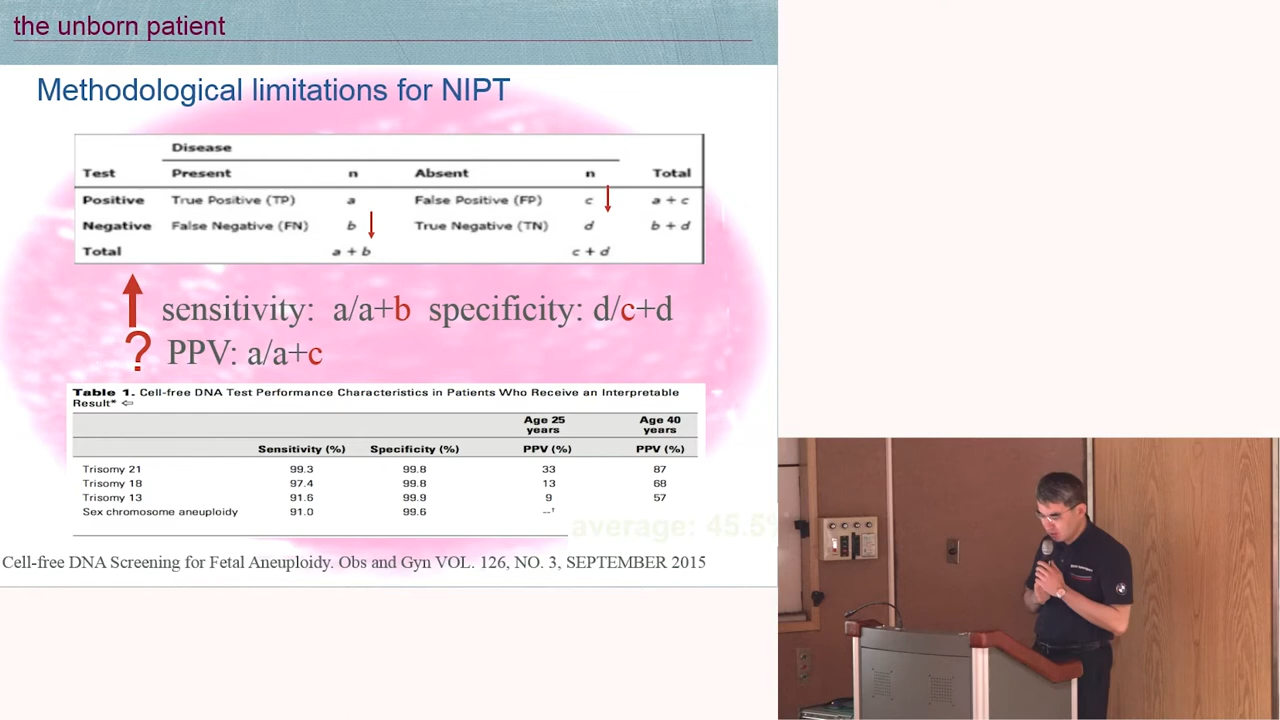 the unborn patient
Methodological limitations for NIPT
Disease
Test Present n Absent n Total
Positive True Positive (TP) a False Positive (FP) c a + c
Negative False Negative (FN) b True Negative (TN) d b + d
Total a + b c + d
sensitivity: a/a+b specificity: d/c+d
? PPV: a/a+c
Table 1. Cell-free DNA Test Performance Characteristics in Patients Who Receive an Interpretable
Result* ⇦
Age 25 Age 40
years years
Sensitivity (%) Specificity (%) PPV (%) PPV (%)
Trisomy 21 99.3 99.8 33 87
Trisomy 18 97.4 99.8 13 68
Trisomy 13 91.6 99.9 9 57
Sex chromosome aneuploidy 91.0 99.6 --†
average: 45.5%
Cell-free DNA Screening for Fetal Aneuploidy. Obs and Gyn VOL. 126, NO. 3, SEPTEMBER 2015